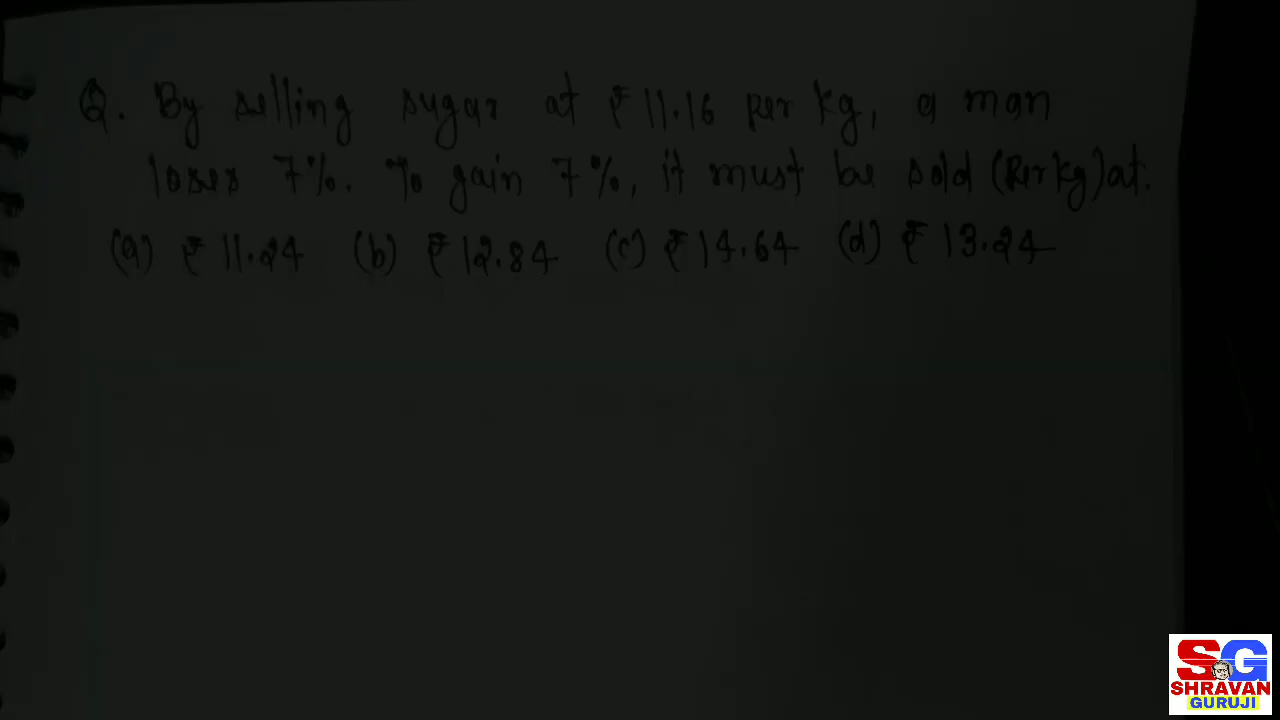 Q. By selling sugar at ₹ 11.16 per kg, a man
loses 7%. To gain 7%, it must be sold (Per kg) at.
(a) ₹ 11.24 (b) ₹ 12.84 (c) ₹ 14.64 (d) ₹ 13.24
SG
SHRAVAN
GURUJI